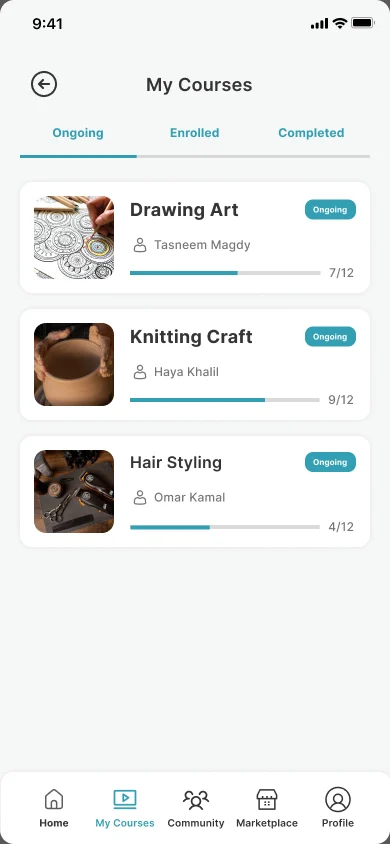 9:41
My Courses
Ongoing Enrolled Completed
Drawing Art Ongoing
Tasneem Magdy
7/12
Knitting Craft Ongoing
Haya Khalil
9/12
Hair Styling Ongoing
Omar Kamal
4/12
Home My Courses Community Marketplace Profile